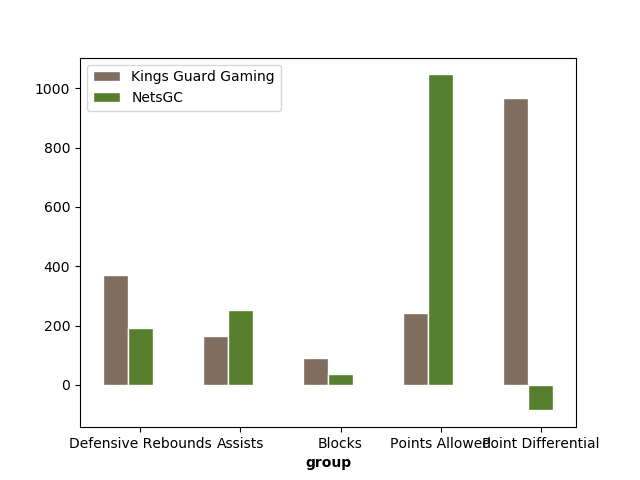 Kings Guard Gaming
NetsGC
1000
800
600
400
200
0
Defensive Rebounds Assists Blocks Points Allowed Point Differential
group